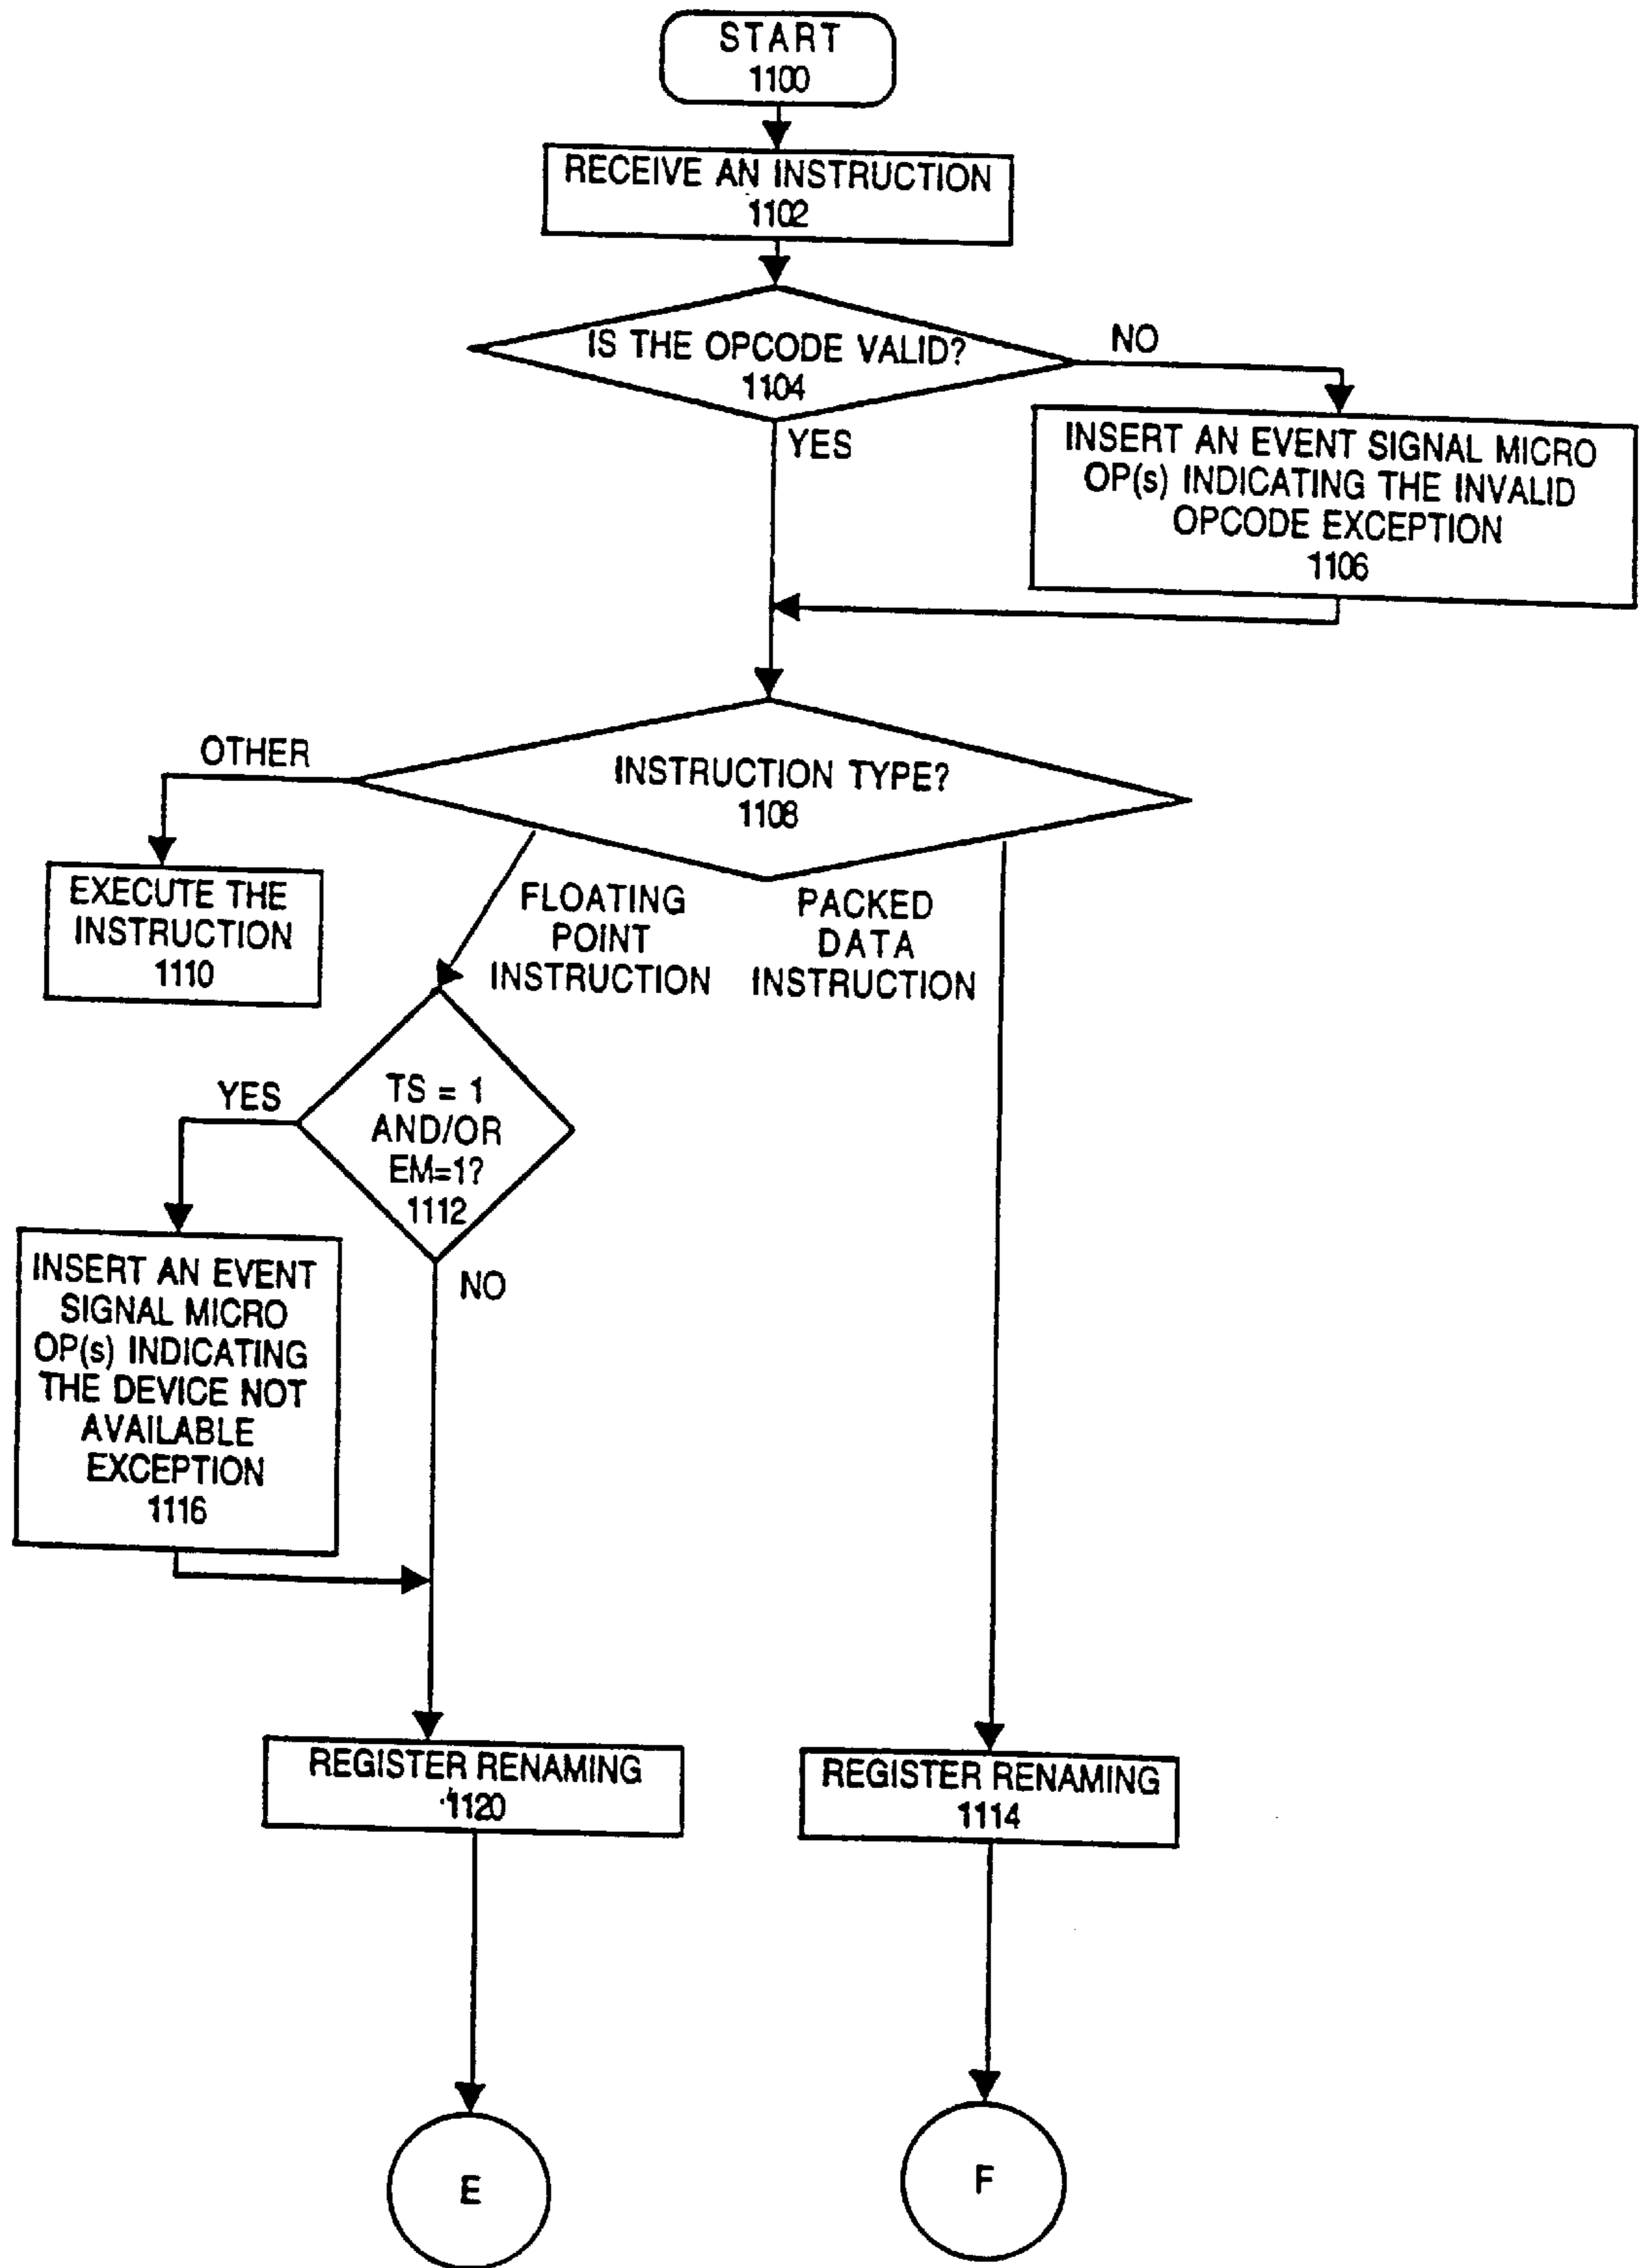 START
1100
RECEIVE AN INSTRUCTION
1102
IS THE OPCODE VALID?
1104
NO
YES
INSERT AN EVENT SIGNAL MICRO
OP(s) INDICATING THE INVALID
OPCODE EXCEPTION
1106
OTHER
INSTRUCTION TYPE?
1108
EXECUTE THE
INSTRUCTION
1110
FLOATING
POINT
INSTRUCTION
PACKED
DATA
INSTRUCTION
YES
TS = 1
AND/OR
EM=1?
1112
NO
INSERT AN EVENT
SIGNAL MICRO
OP(s) INDICATING
THE DEVICE NOT
AVAILABLE
EXCEPTION
1116
REGISTER RENAMING
1120
REGISTER RENAMING
1114
E
F